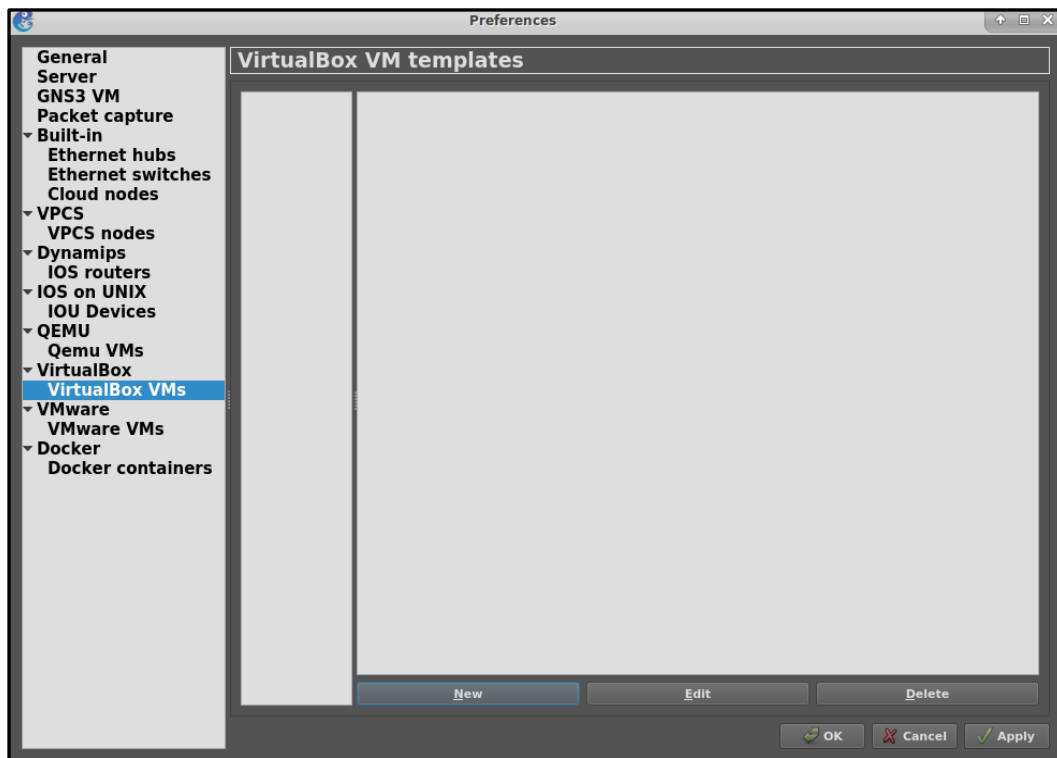 Preferences
General
Server
GNS3 VM
Packet capture
Built-in
Ethernet hubs
Ethernet switches
Cloud nodes
VPCS
VPCS nodes
Dynamips
IOS routers
IOS on UNIX
IOU Devices
QEMU
Qemu VMs
VirtualBox
VirtualBox VMs
VMware
VMware VMs
Docker
Docker containers
VirtualBox VM templates
New Edit Delete
OK Cancel Apply